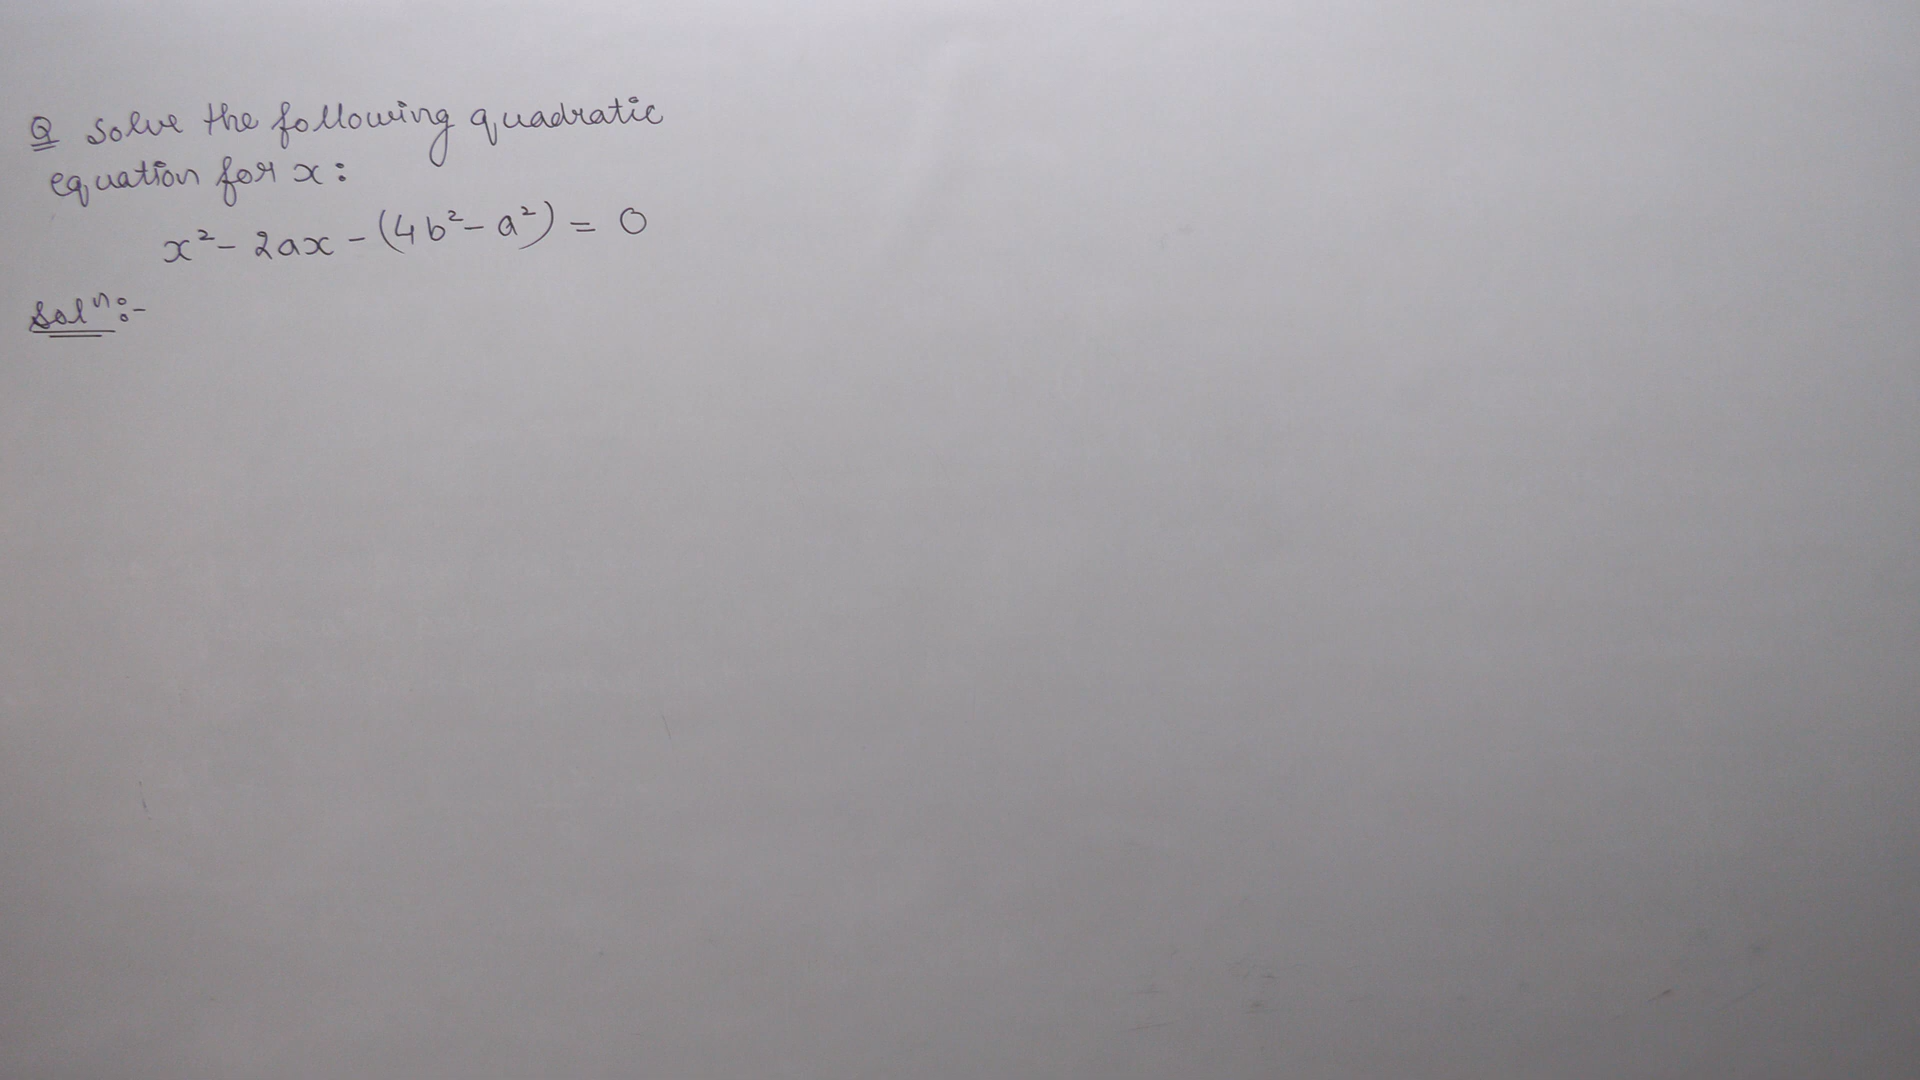 Q solve the following quadratic
equation for x:
x² - 2ax - (4b² - a²) = 0
Solⁿ:-